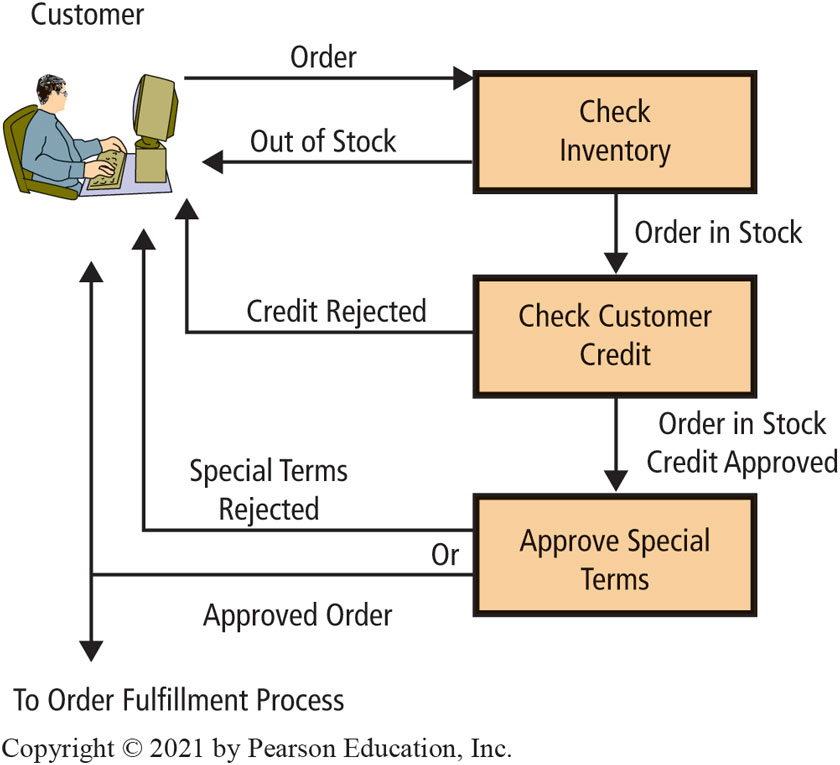 Customer
Order
Check
Inventory
Out of Stock
Order in Stock
Credit Rejected
Check Customer
Credit
Order in Stock
Credit Approved
Special Terms
Rejected
Or
Approve Special
Terms
Approved Order
To Order Fulfillment Process
Copyright © 2021 by Pearson Education, Inc.